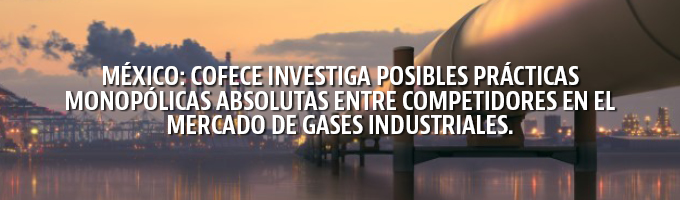 MÉXICO: COFECE INVESTIGA POSIBLES PRÁCTICAS
MONOPÓLICAS ABSOLUTAS ENTRE COMPETIDORES EN EL
MERCADO DE GASES INDUSTRIALES.